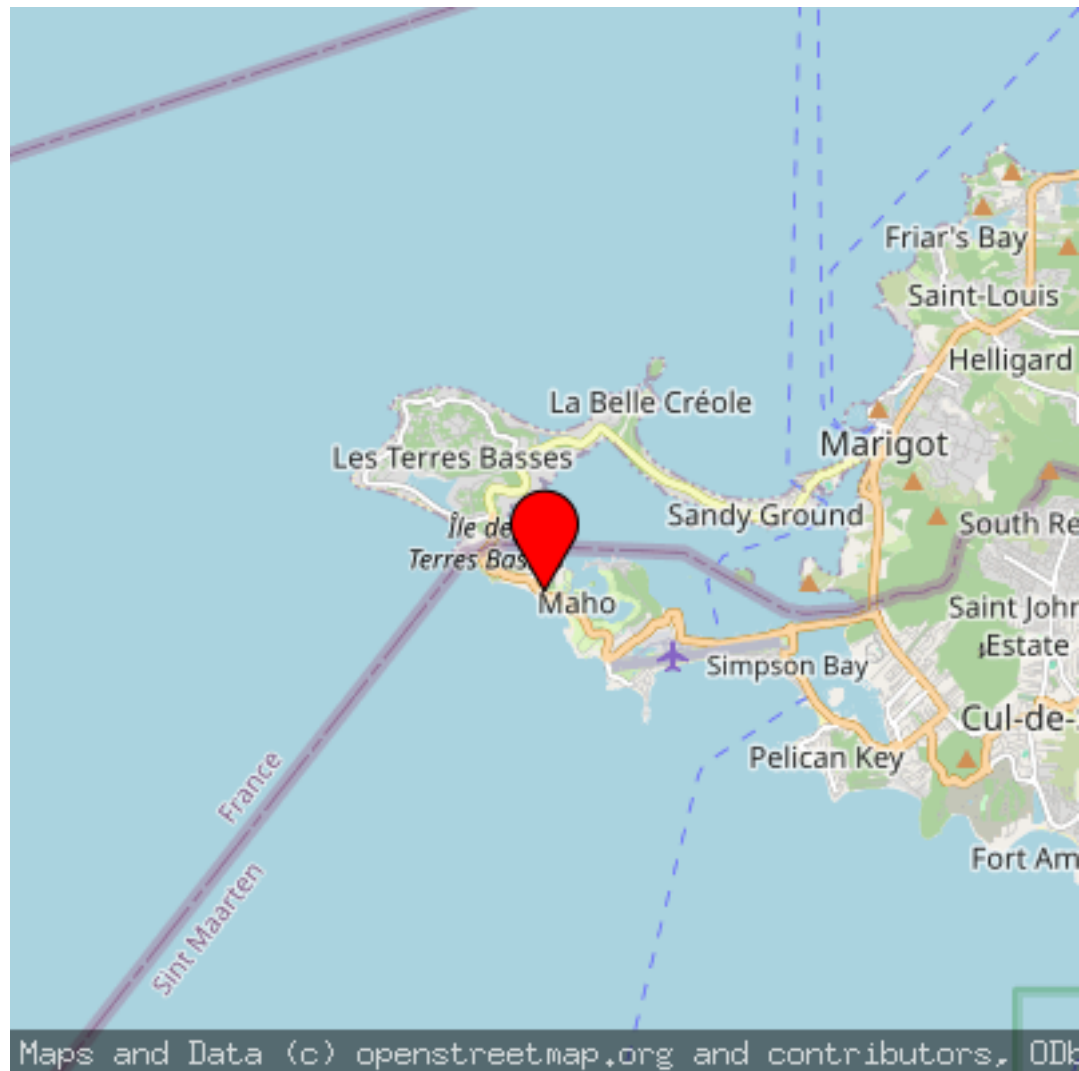 Friar's Bay
Saint-Louis
Helligard
La Belle Créole
Marigot
Les Terres Basses
Sandy Ground
South Re
Île de
Terres Bas
Maho
Saint John
Estate
Simpson Bay
Cul-de-
Pelican Key
France
Fort Am
Sint Maarten
Maps and Data (c) openstreetmap.org and contributors, ODb